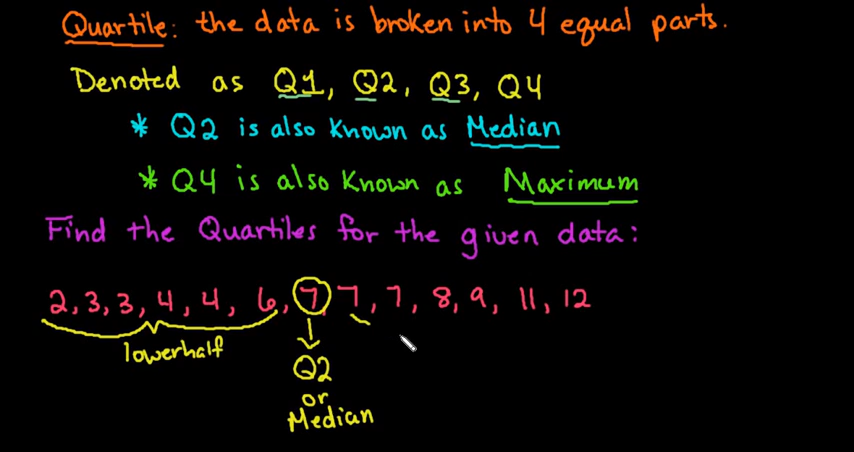 Quartile: the data is broken into 4 equal parts.
Denoted as Q1, Q2, Q3, Q4
* Q2 is also known as Median
* Q4 is also known as Maximum
Find the Quartiles for the given data:
2, 3, 3, 4, 4, 6, 7, 7, 7, 8, 9, 11, 12
lowerhalf
Q2
or
Median